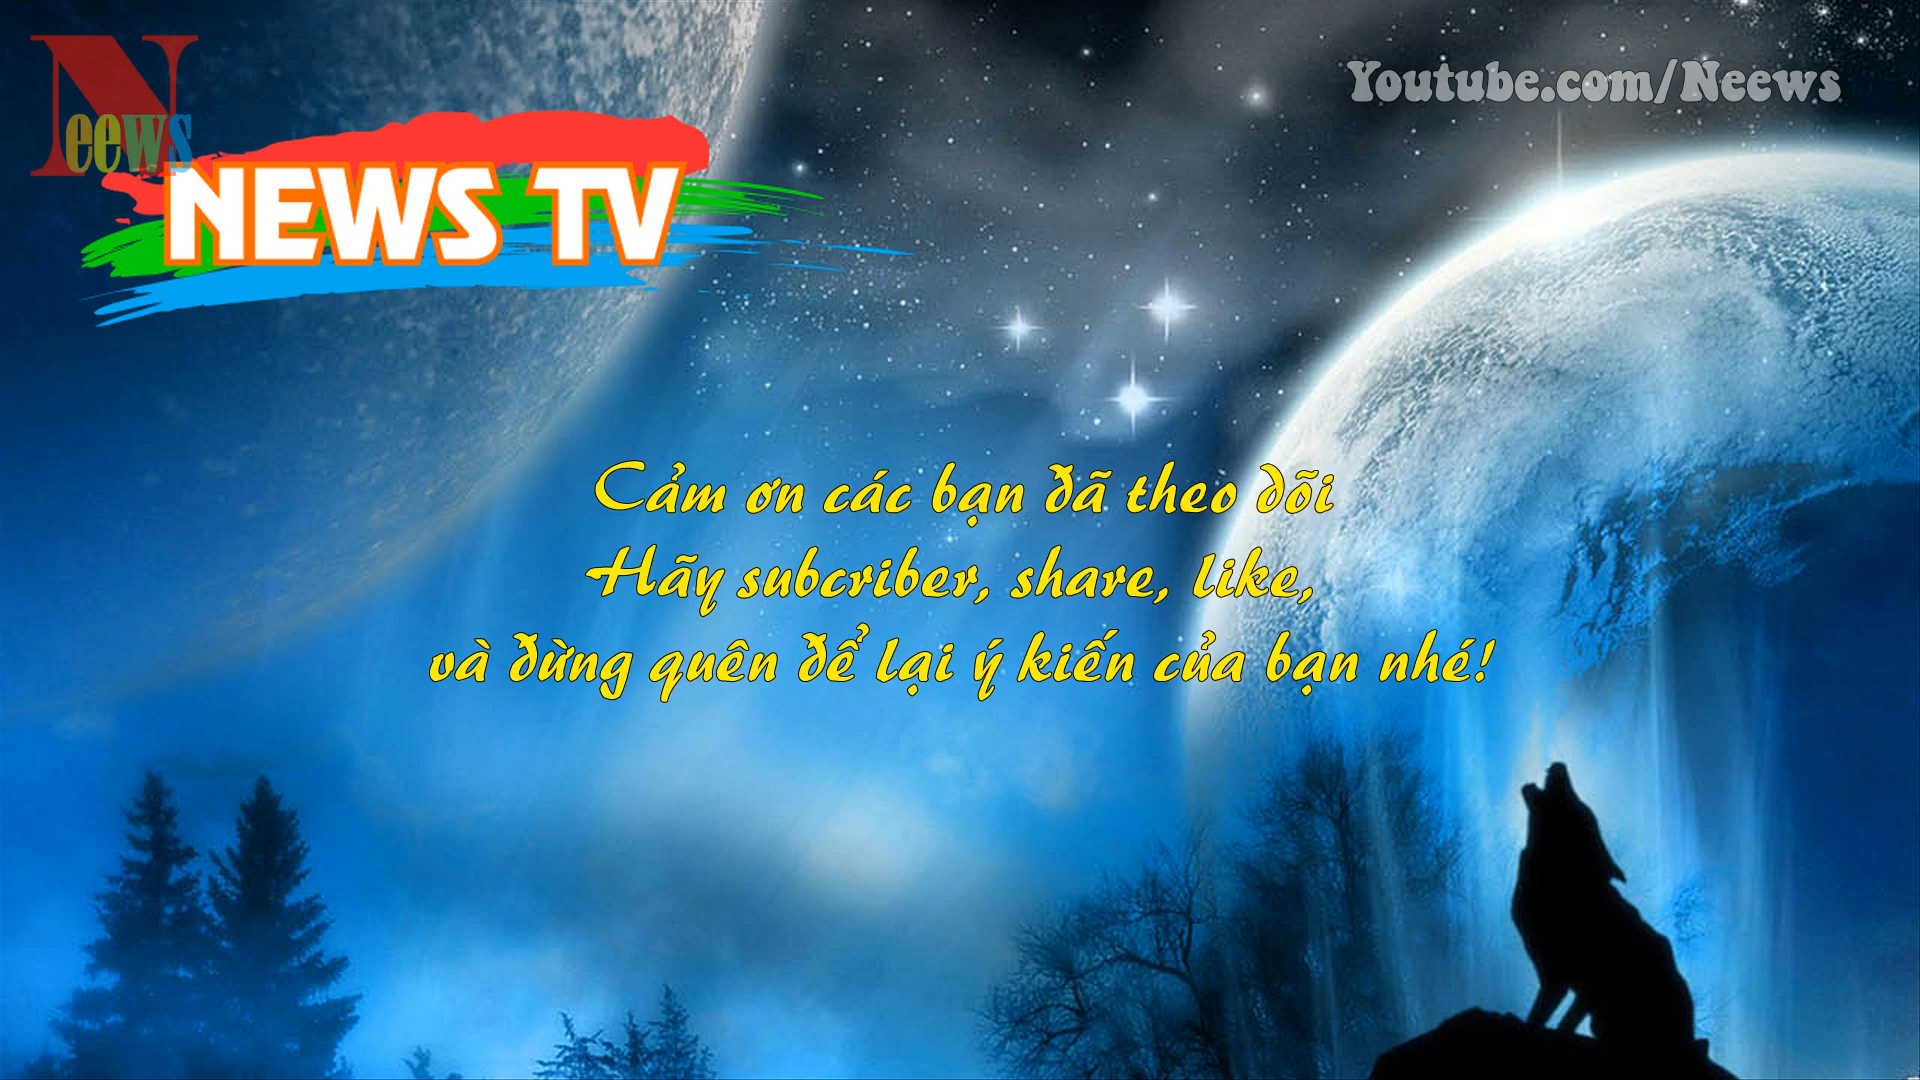 Neews
Youtube.com/Neews
NEWS TV
Cảm ơn các bạn đã theo dõi
Hãy subcriber, share, like,
và đừng quên để lại ý kiến của bạn nhé!